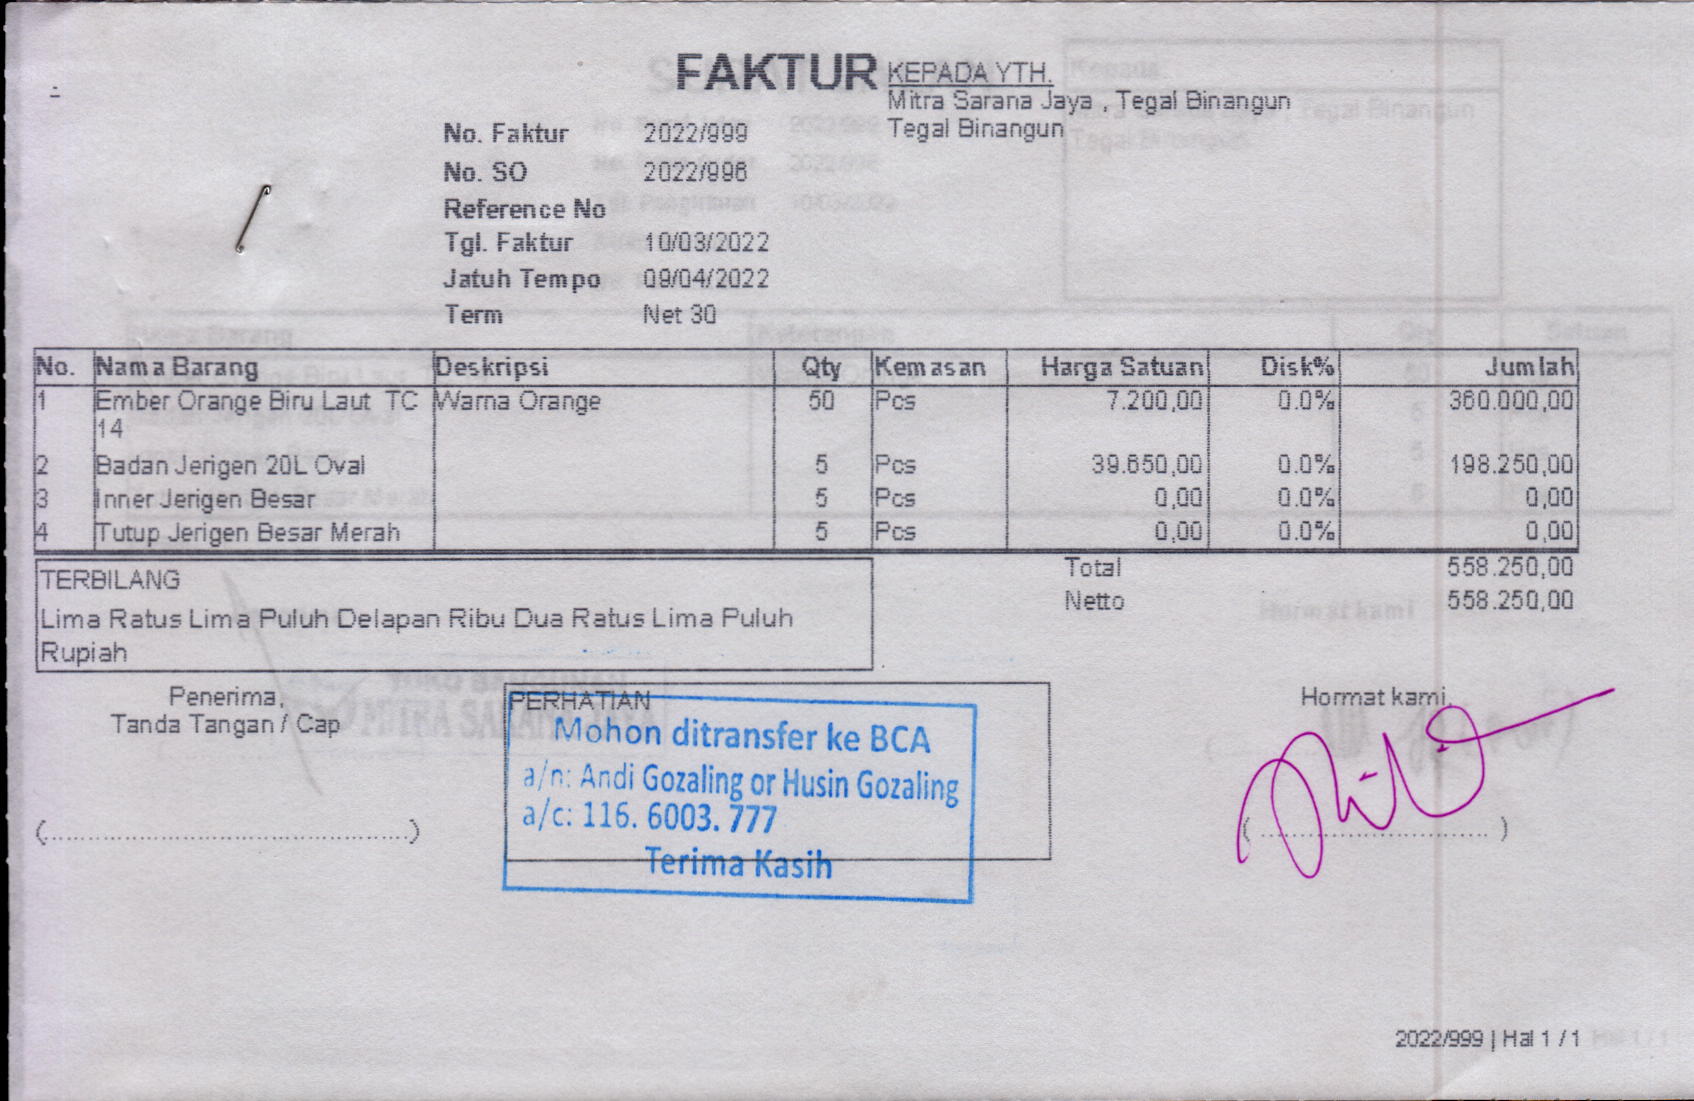 FAKTUR
KEPADA YTH.
Mitra Sarana Jaya , Tegal Binangun
Tegal Binangun
No. Faktur 2022/999
No. SO 2022/996
Reference No
Tgl. Faktur 10/03/2022
Jatuh Tempo 09/04/2022
Term Net 30
No. Nama Barang Deskripsi Qty Kemasan Harga Satuan Disk% Jumlah
1 Ember Orange Biru Laut TC Warna Orange 50 Pcs 7.200,00 0.0% 360.000,00
14
2 Badan Jerigen 20L Oval 5 Pcs 39.650,00 0.0% 198.250,00
3 Inner Jerigen Besar 5 Pcs 0,00 0.0% 0,00
4 Tutup Jerigen Besar Merah 5 Pcs 0,00 0.0% 0,00
Total 558.250,00
Netto 558.250,00
TERBILANG
Lima Ratus Lima Puluh Delapan Ribu Dua Ratus Lima Puluh
Rupiah
Penerima,
Tanda Tangan / Cap
(........................................)
PERHATIAN
Mohon ditransfer ke BCA
a/n: Andi Gozaling or Husin Gozaling
a/c: 116. 6003. 777
Terima Kasih
Hormat kami,
( ............................ )
2022/999 | Hal 1 / 1